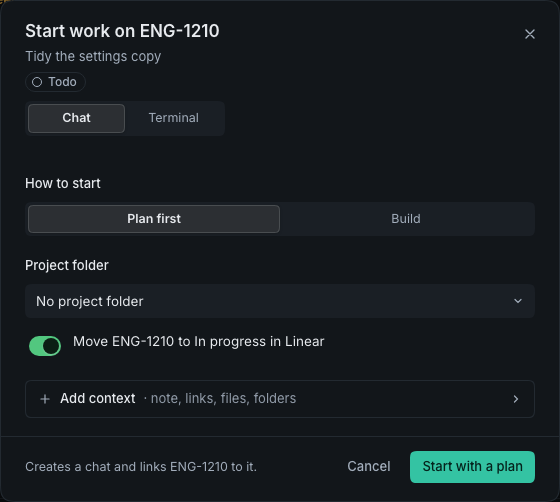 Start work on ENG-1210
Tidy the settings copy
Todo
Chat Terminal
How to start
Plan first Build
Project folder
No project folder
Move ENG-1210 to In progress in Linear
Add context · note, links, files, folders
Creates a chat and links ENG-1210 to it. Cancel Start with a plan